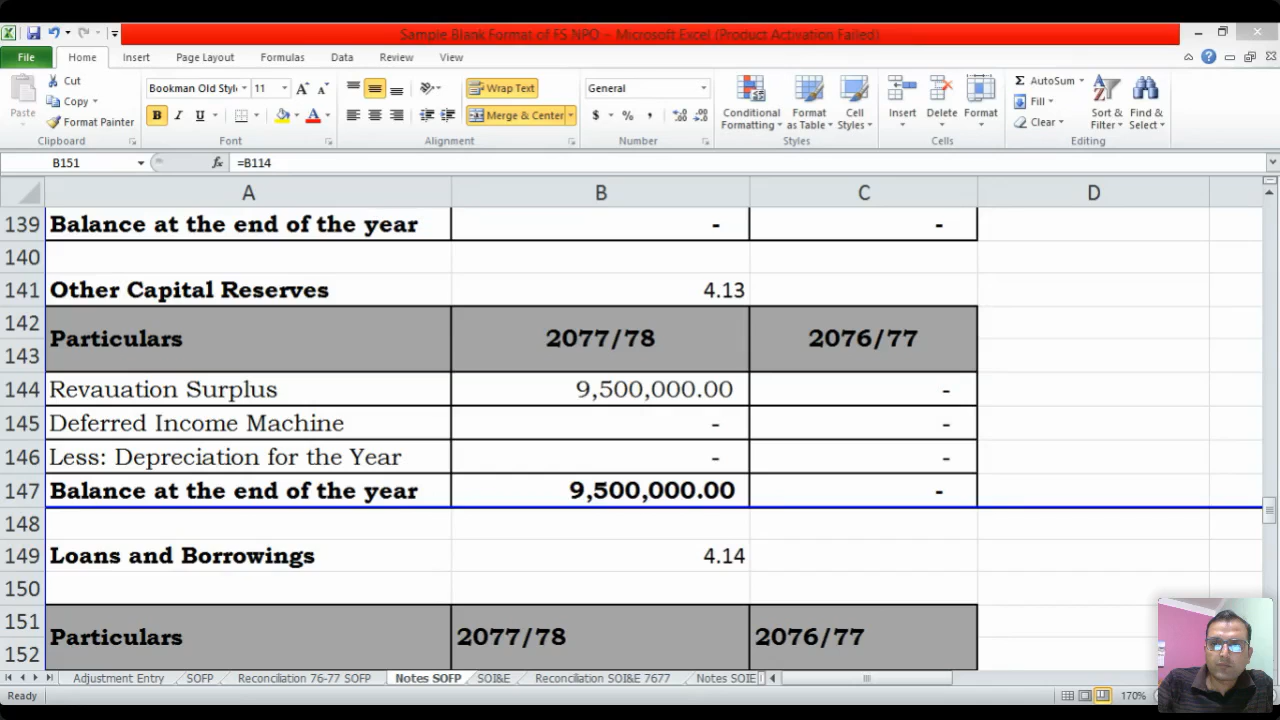 Sample Blank Format of FS NPO – Microsoft Excel (Product Activation Failed)
File Home Insert Page Layout Formulas Data Review View
Paste Cut Copy Format Painter Clipboard
Bookman Old Styl 11 B I U A A A Font
Wrap Text Merge & Center Alignment
General $ % , Number
Conditional Formatting Format as Table Cell Styles Styles
Insert Delete Format Cells
Σ AutoSum Fill Clear Sort & Filter Find & Select Editing
B151 fx =B114
A B C D
139 Balance at the end of the year - -
140
141 Other Capital Reserves 4.13
142
Particulars 2077/78 2076/77
143
144 Revauation Surplus 9,500,000.00 -
145 Deferred Income Machine - -
146 Less: Depreciation for the Year - -
147 Balance at the end of the year 9,500,000.00 -
148
149 Loans and Borrowings 4.14
150
151
Particulars 2077/78 2076/77
152
Adjustment Entry SOFP Reconciliation 76-77 SOFP Notes SOFP SOI&E Reconciliation SOI&E 7677 Notes SOIE
Ready 170%